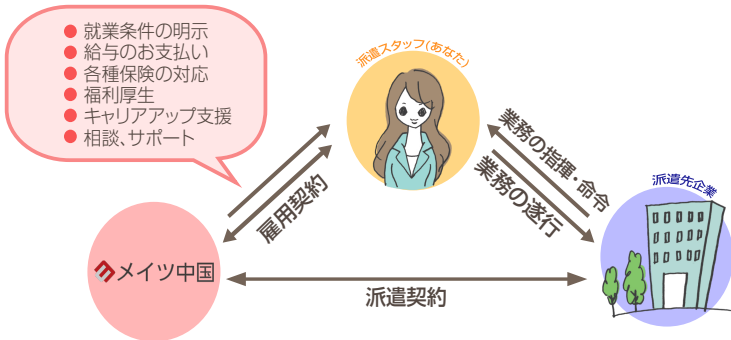 ● 就業条件の明示
● 給与のお支払い
● 各種保険の対応
● 福利厚生
● キャリアアップ支援
● 相談、サポート
派遣スタッフ(あなた)
業務の指揮・命令
業務の遂行
雇用契約
派遣先企業
メイツ中国
派遣契約